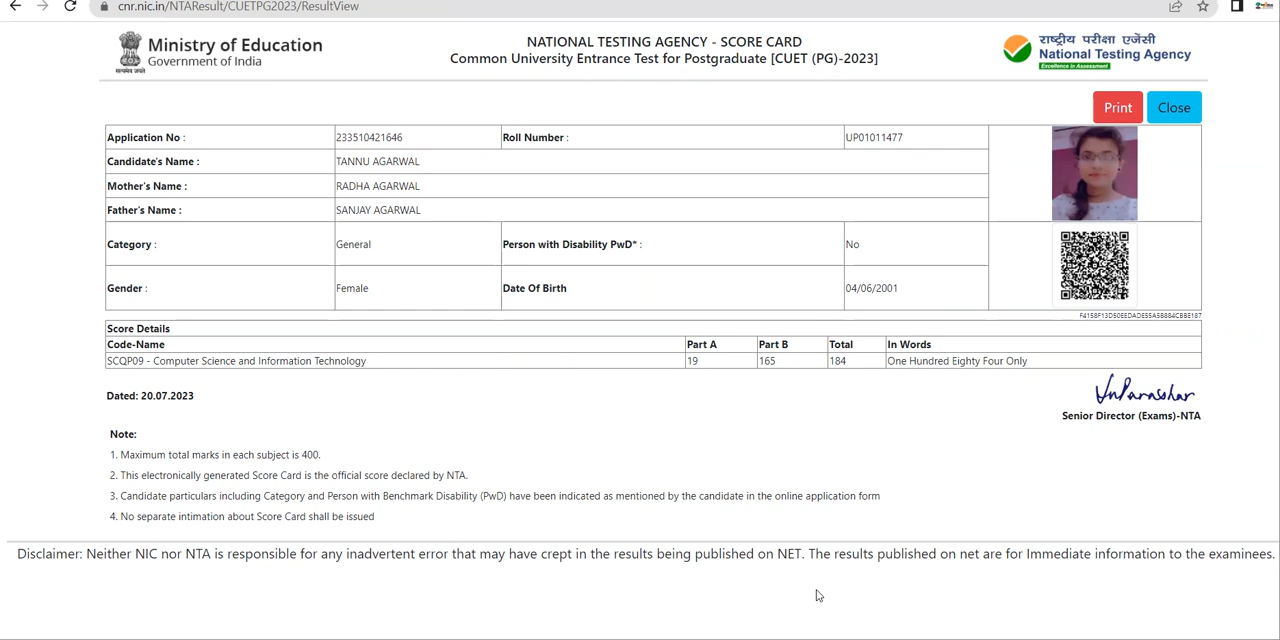 cnr.nic.in/NTAResult/CUETPG2023/ResultView
Ministry of Education
Government of India
सत्यमेव जयते
NATIONAL TESTING AGENCY - SCORE CARD
Common University Entrance Test for Postgraduate [CUET (PG)-2023]
राष्ट्रीय परीक्षा एजेंसी
National Testing Agency
Excellence in Assessment
Print Close
Application No : 233510421646 Roll Number : UP01011477
Candidate's Name : TANNU AGARWAL
Mother's Name : RADHA AGARWAL
Father's Name : SANJAY AGARWAL
Category : General Person with Disability PwD* : No
Gender : Female Date Of Birth 04/06/2001
Score Details
Code-Name Part A Part B Total In Words
SCQP09 - Computer Science and Information Technology 19 165 184 One Hundred Eighty Four Only
Dated: 20.07.2023
Senior Director (Exams)-NTA
Note:
1. Maximum total marks in each subject is 400.
2. This electronically generated Score Card is the official score declared by NTA.
3. Candidate particulars including Category and Person with Benchmark Disability (PwD) have been indicated as mentioned by the candidate in the online application form
4. No separate intimation about Score Card shall be issued
Disclaimer: Neither NIC nor NTA is responsible for any inadvertent error that may have crept in the results being published on NET. The results published on net are for Immediate information to the examinees.